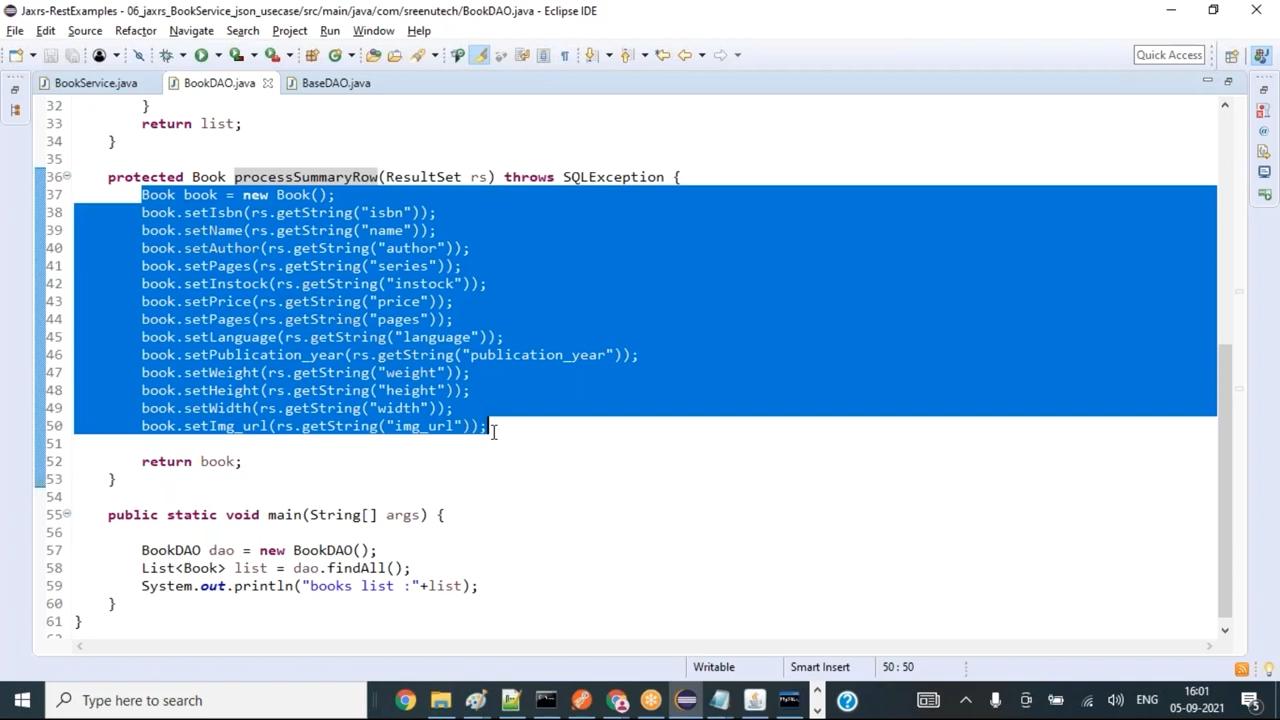 Jaxrs-RestExamples - 06_jaxrs_BookService_json_usecase/src/main/java/com/sreenutech/BookDAO.java - Eclipse IDE
File Edit Source Refactor Navigate Search Project Run Window Help
Quick Access
BookService.java BookDAO.java BaseDAO.java
32 }
33 return list;
34 }
35
36 protected Book processSummaryRow(ResultSet rs) throws SQLException {
37 Book book = new Book();
38 book.setIsbn(rs.getString("isbn"));
39 book.setName(rs.getString("name"));
40 book.setAuthor(rs.getString("author"));
41 book.setPages(rs.getString("series"));
42 book.setInstock(rs.getString("instock"));
43 book.setPrice(rs.getString("price"));
44 book.setPages(rs.getString("pages"));
45 book.setLanguage(rs.getString("language"));
46 book.setPublication_year(rs.getString("publication_year"));
47 book.setWeight(rs.getString("weight"));
48 book.setHeight(rs.getString("height"));
49 book.setWidth(rs.getString("width"));
50 book.setImg_url(rs.getString("img_url"));
51
52 return book;
53 }
54
55 public static void main(String[] args) {
56
57 BookDAO dao = new BookDAO();
58 List<Book> list = dao.findAll();
59 System.out.println("books list :"+list);
60 }
61 }
Writable Smart Insert 50 : 50
Type here to search
ENG
16:01
05-09-2021
5